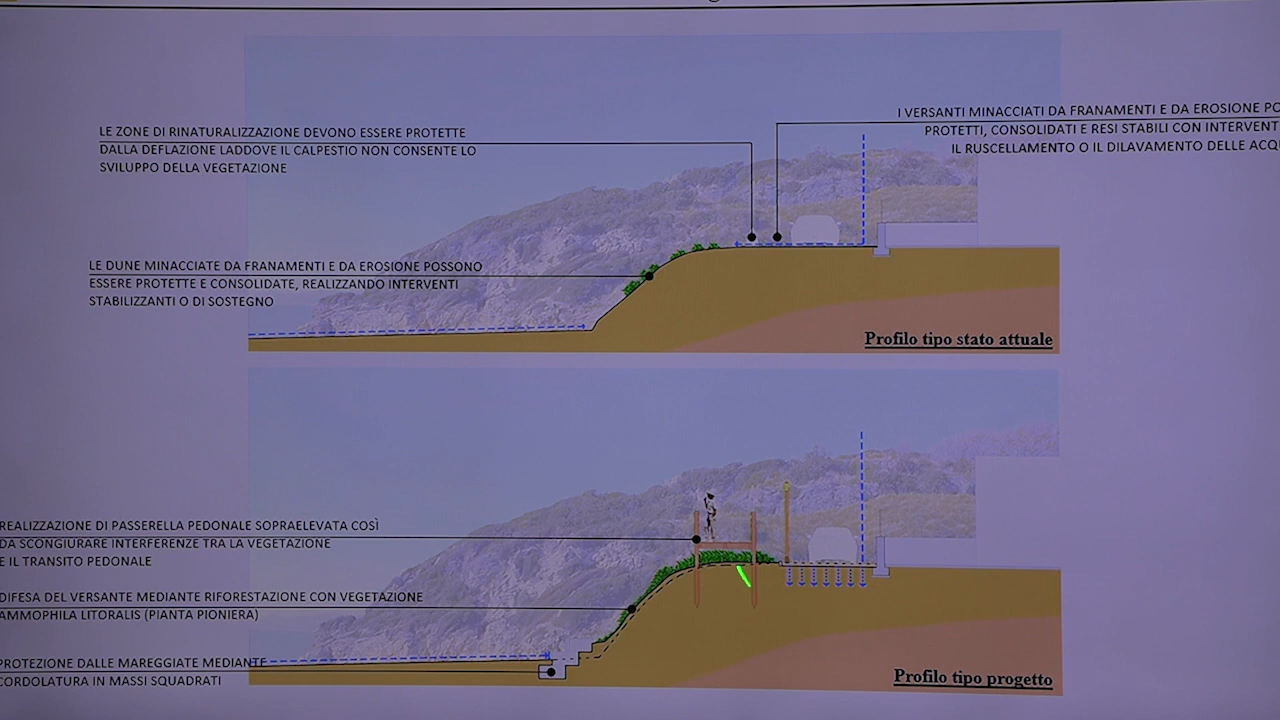 LE ZONE DI RINATURALIZZAZIONE DEVONO ESSERE PROTETTE
DALLA DEFLAZIONE LADDOVE IL CALPESTIO NON CONSENTE LO
SVILUPPO DELLA VEGETAZIONE
I VERSANTI MINACCIATI DA FRANAMENTI E DA EROSIONE
PROTETTI, CONSOLIDATI E RESI STABILI CON
IL RUSCELLAMENTO O IL DILAVAMENTO DELLE
LE DUNE MINACCIATE DA FRANAMENTI E DA EROSIONE POSSONO
ESSERE PROTETTE E CONSOLIDATE, REALIZZANDO INTERVENTI
STABILIZZANTI O DI SOSTEGNO
Profilo tipo stato attuale
REALIZZAZIONE DI PASSERELLA PEDONALE SOPRAELEVATA COSÌ
DA SCONGIURARE INTERFERENZE TRA LA VEGETAZIONE
E IL TRANSITO PEDONALE
DIFESA DEL VERSANTE MEDIANTE RIFORESTAZIONE CON VEGETAZIONE
AMMOPHILA LITORALIS (PIANTA PIONIERA)
PROTEZIONE DALLE MAREGGIATE MEDIANTE
CORDOLATURA IN MASSI SQUADRATI
Profilo tipo progetto